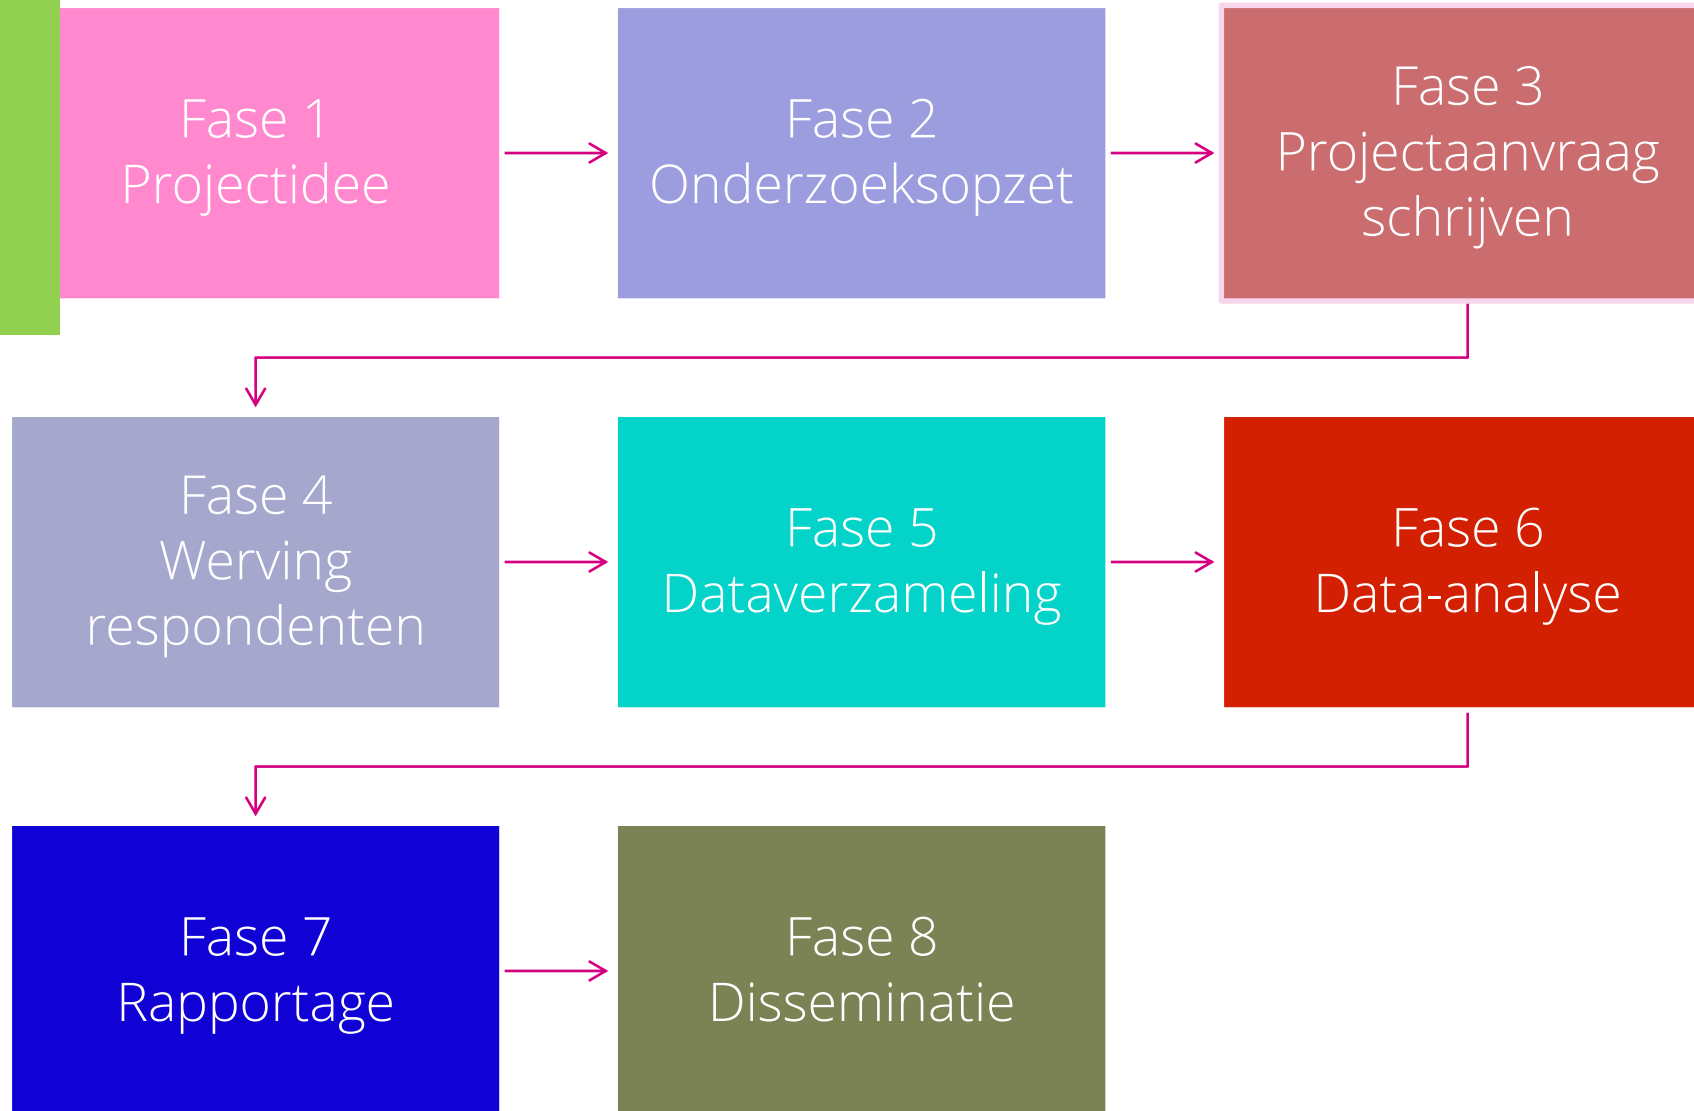 Fase 1
Projectidee
Fase 2
Onderzoeksopzet
Fase 3
Projectaanvraag
schrijven
Fase 4
Werving
respondenten
Fase 5
Dataverzameling
Fase 6
Data-analyse
Fase 7
Rapportage
Fase 8
Disseminatie